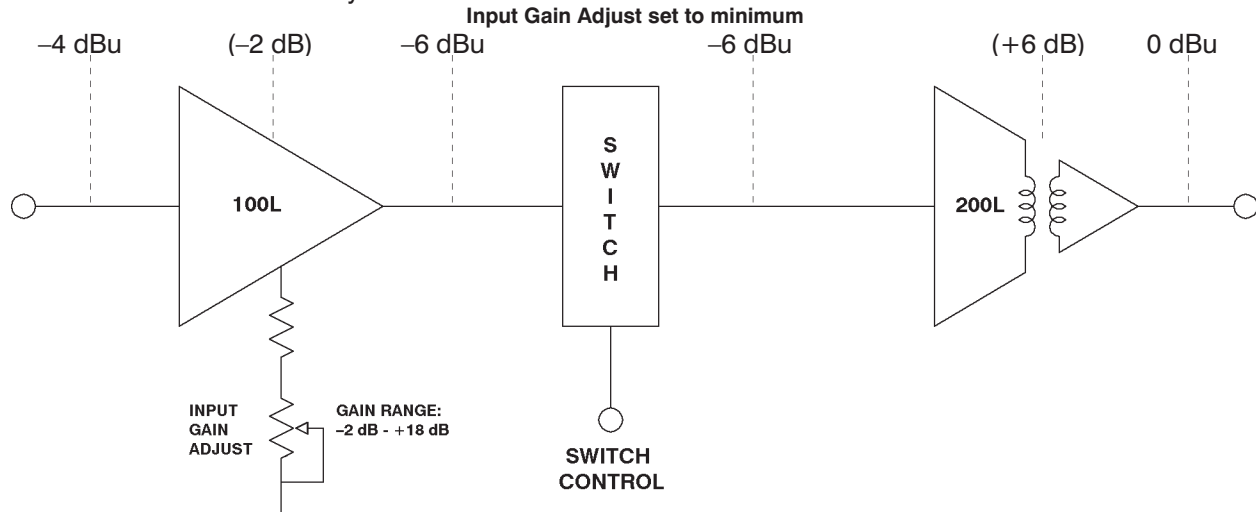 Input Gain Adjust set to minimum
–4 dBu
(–2 dB)
–6 dBu
–6 dBu
(+6 dB)
0 dBu
100L
S
W
I
T
C
H
200L
INPUT
GAIN
ADJUST
GAIN RANGE:
–2 dB - +18 dB
SWITCH
CONTROL